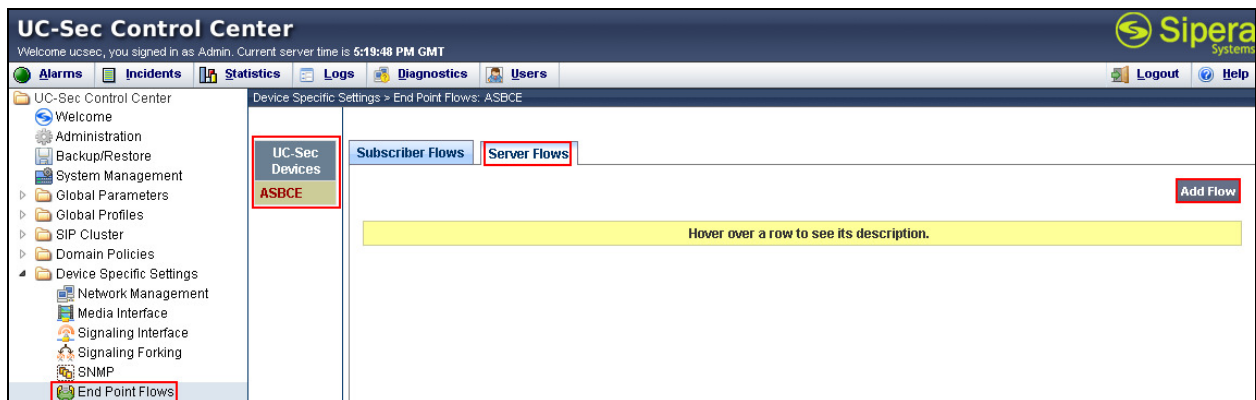 UC-Sec Control Center
Sipera
Systems
Welcome ucsec, you signed in as Admin. Current server time is 5:19:48 PM GMT
Alarms Incidents Statistics Logs Diagnostics Users Logout Help
UC-Sec Control Center
Welcome
Administration
Backup/Restore
System Management
Global Parameters
Global Profiles
SIP Cluster
Domain Policies
Device Specific Settings
Network Management
Media Interface
Signaling Interface
Signaling Forking
SNMP
End Point Flows
Device Specific Settings > End Point Flows: ASBCE
UC-Sec
Devices
ASBCE
Subscriber Flows Server Flows
Add Flow
Hover over a row to see its description.